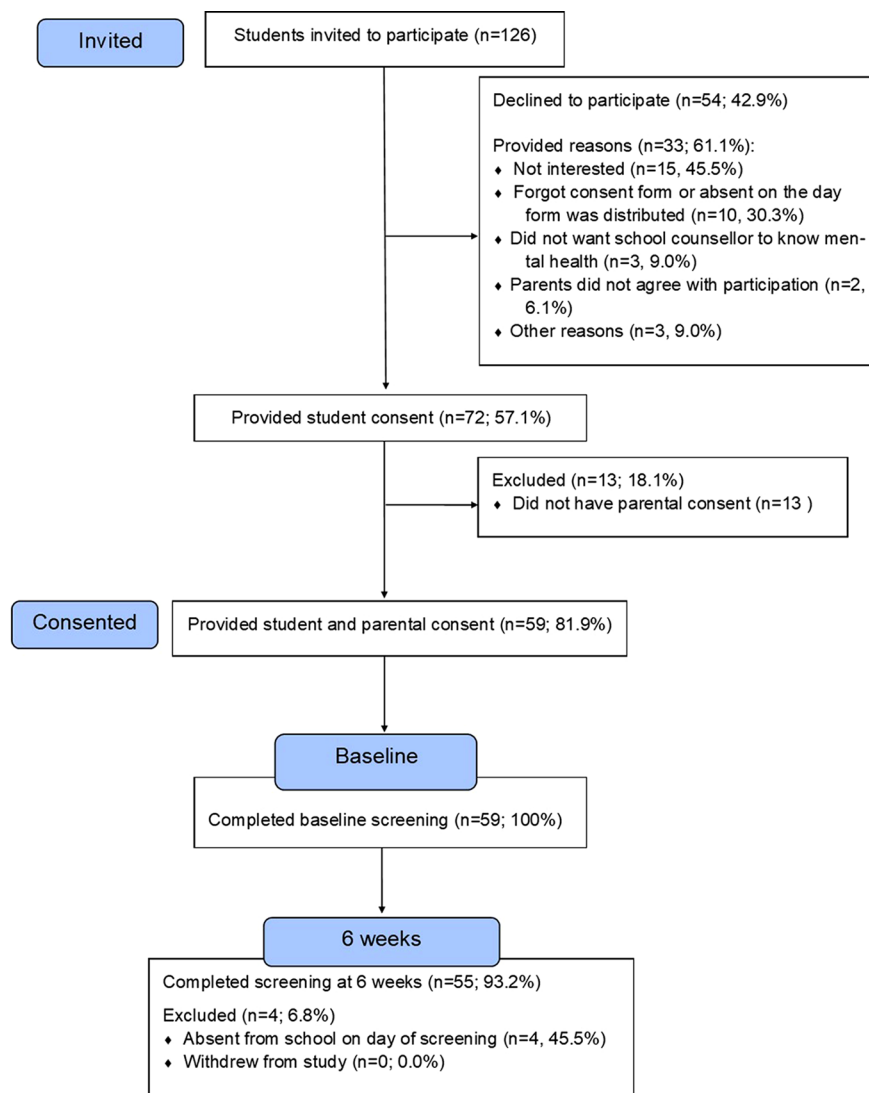 Invited
Students invited to participate (n=126)
Declined to participate (n=54; 42.9%)
Provided reasons (n=33; 61.1%):
♦ Not interested (n=15, 45.5%)
♦ Forgot consent form or absent on the day
form was distributed (n=10, 30.3%)
♦ Did not want school counsellor to know men-
tal health (n=3, 9.0%)
♦ Parents did not agree with participation (n=2,
6.1%)
♦ Other reasons (n=3, 9.0%)
Provided student consent (n=72; 57.1%)
Excluded (n=13; 18.1%)
♦ Did not have parental consent (n=13 )
Consented
Provided student and parental consent (n=59; 81.9%)
Baseline
Completed baseline screening (n=59; 100%)
6 weeks
Completed screening at 6 weeks (n=55; 93.2%)
Excluded (n=4; 6.8%)
♦ Absent from school on day of screening (n=4, 45.5%)
♦ Withdrew from study (n=0; 0.0%)